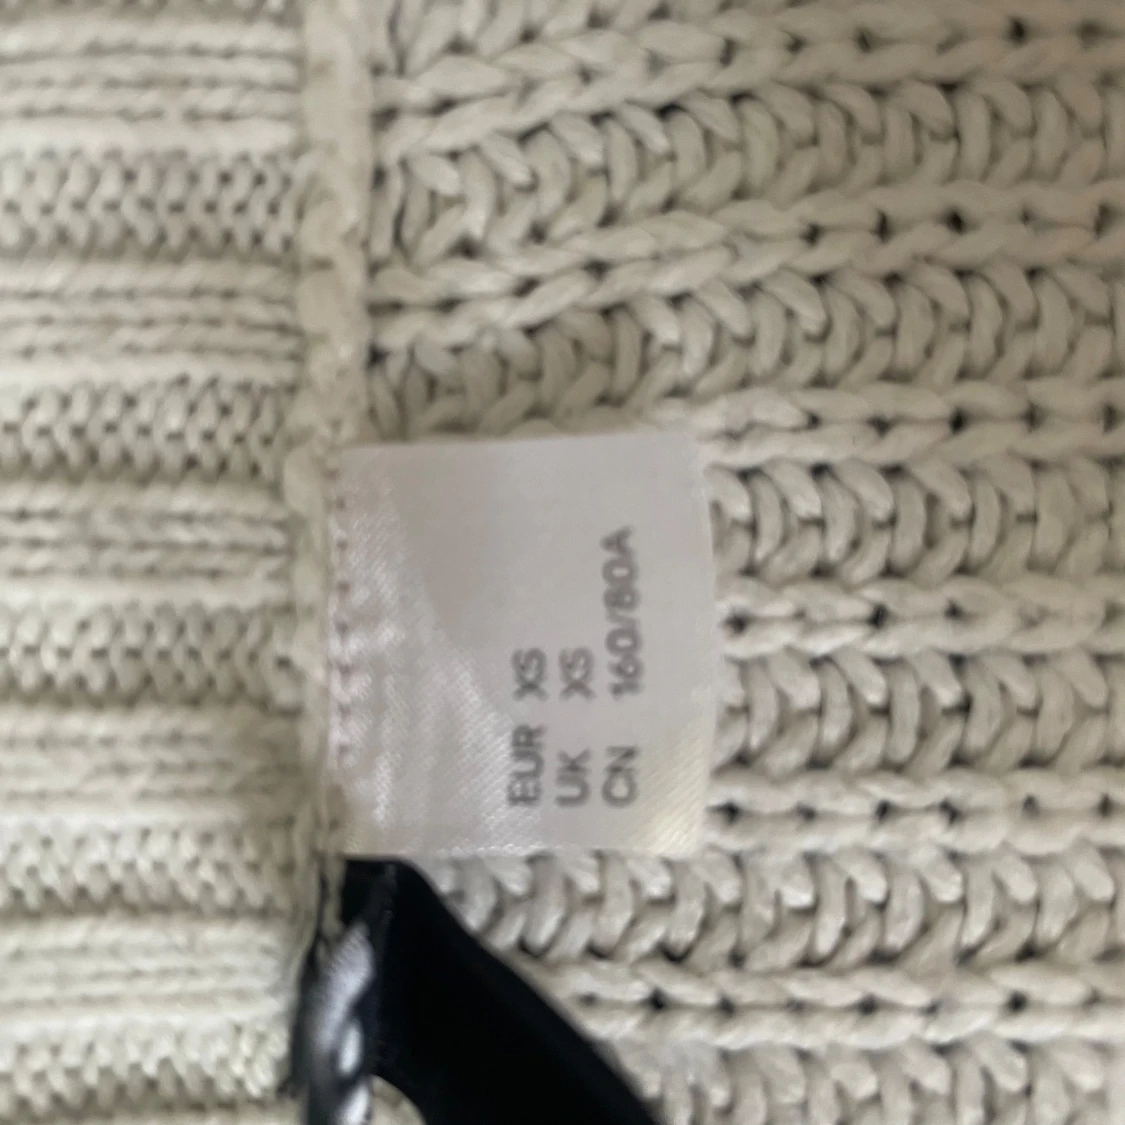 EUR XS
UK XS
CN 160/80A